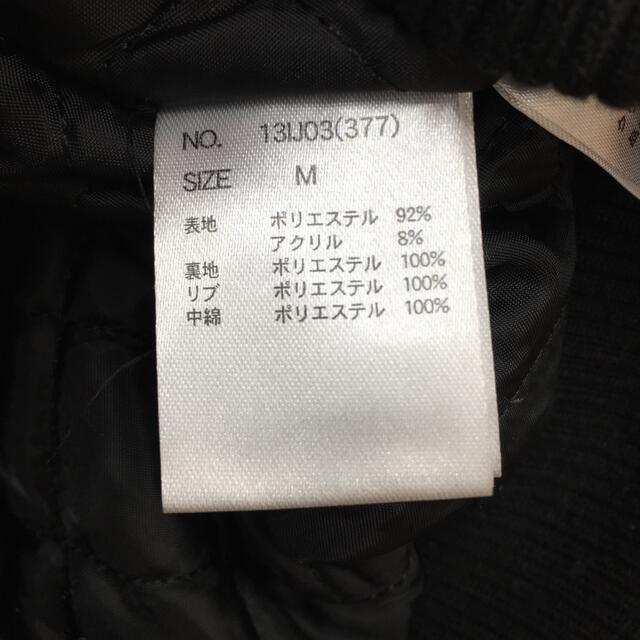 NO. 13IJ03(377)
SIZE M
表地 ポリエステル 92%
アクリル 8%
裏地 ポリエステル 100%
リブ ポリエステル 100%
中綿 ポリエステル 100%